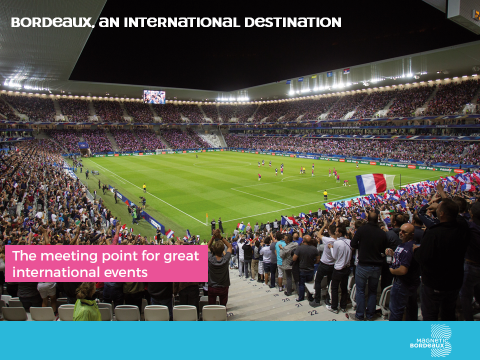 BORDEAUX, AN INTERNATIONAL DESTINATION
The meeting point for great
international events
MAGNETIC
BORDEAUX